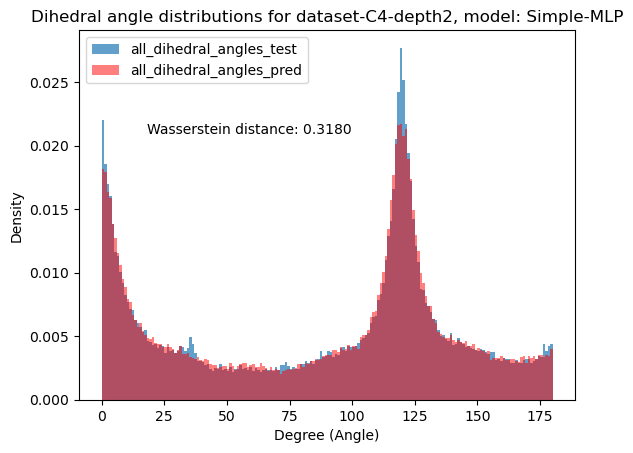 Dihedral angle distributions for dataset-C4-depth2, model: Simple-MLP
all_dihedral_angles_test
all_dihedral_angles_pred
Wasserstein distance: 0.3180
0.025
0.020
0.015
0.010
0.005
0.000
Density
0 25 50 75 100 125 150 175
Degree (Angle)